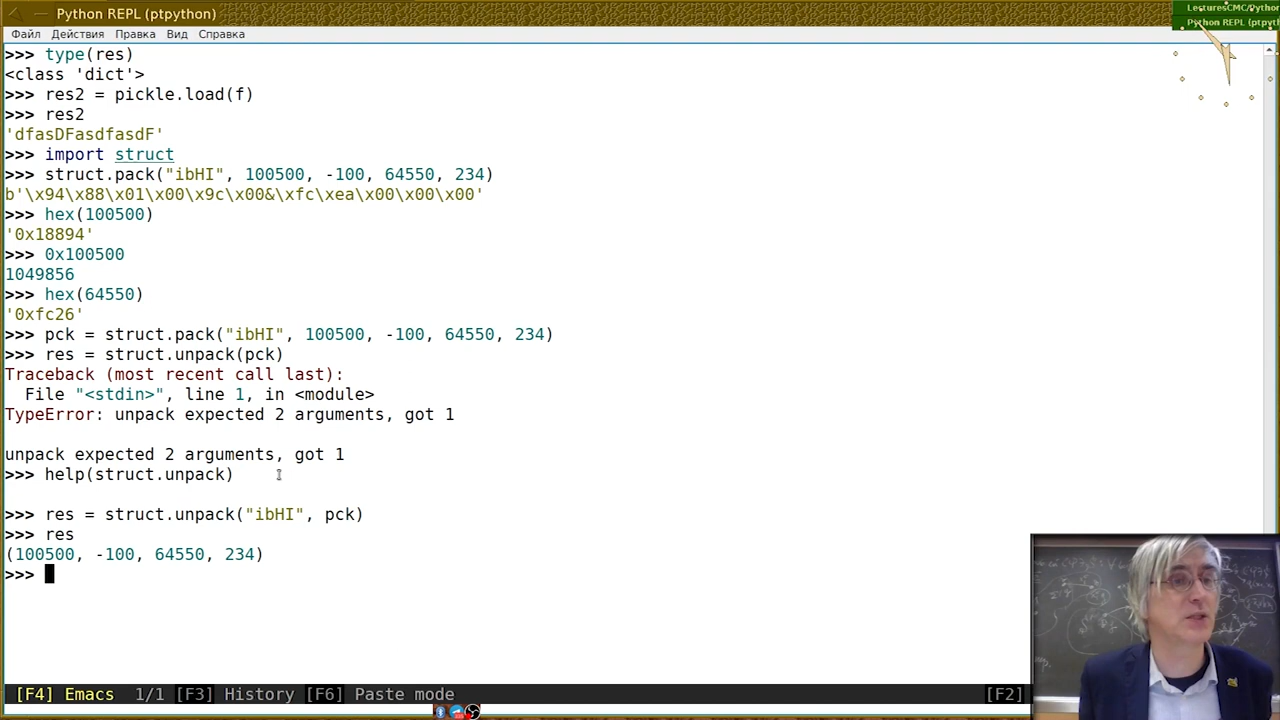 Python REPL (ptpython)
LecturesCMC/Python
Python REPL (ptpyt
Файл Действия Правка Вид Справка
>>> type(res)
<class 'dict'>
>>> res2 = pickle.load(f)
>>> res2
'dfasDFasdfasdF'
>>> import struct
>>> struct.pack("ibHI", 100500, -100, 64550, 234)
b'\x94\x88\x01\x00\x9c\x00&\xfc\xea\x00\x00\x00'
>>> hex(100500)
'0x18894'
>>> 0x100500
1049856
>>> hex(64550)
'0xfc26'
>>> pck = struct.pack("ibHI", 100500, -100, 64550, 234)
>>> res = struct.unpack(pck)
Traceback (most recent call last):
  File "<stdin>", line 1, in <module>
TypeError: unpack expected 2 arguments, got 1
unpack expected 2 arguments, got 1
>>> help(struct.unpack)
>>> res = struct.unpack("ibHI", pck)
>>> res
(100500, -100, 64550, 234)
>>>
[F4] Emacs 1/1 [F3] History [F6] Paste mode [F2]